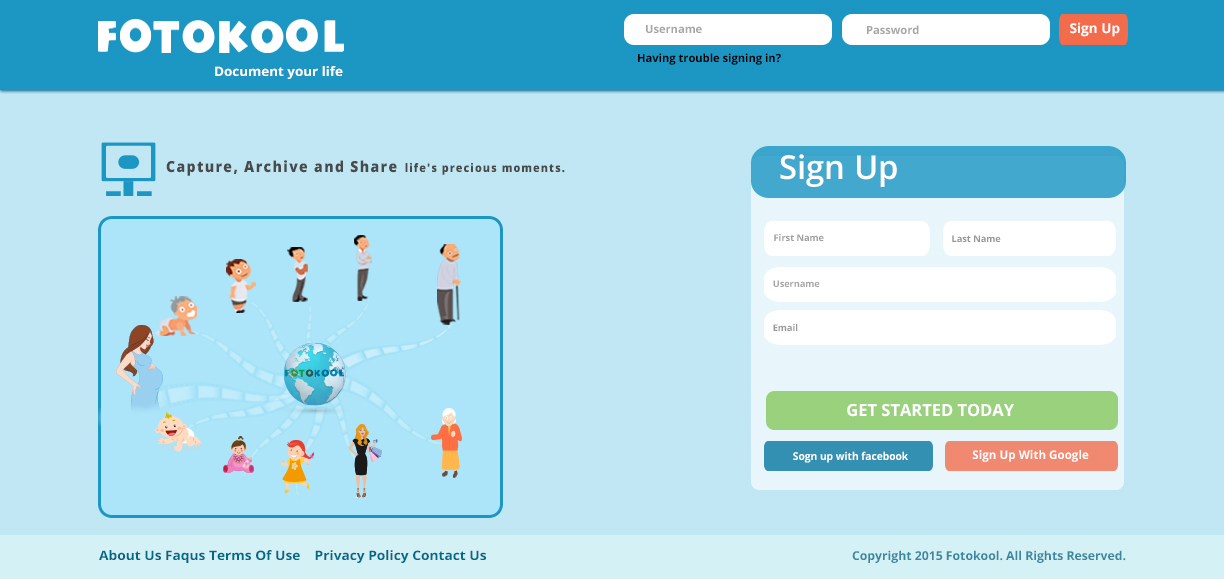 FOTOKOOL
Document your life
Username
Password
Sign Up
Having trouble signing in?
Capture, Archive and Share life's precious moments.
FOTOKOOL
Sign Up
First Name
Last Name
Username
Email
GET STARTED TODAY
Sogn up with facebook
Sign Up With Google
About Us Faqus Terms Of Use Privacy Policy Contact Us
Copyright 2015 Fotokool. All Rights Reserved.